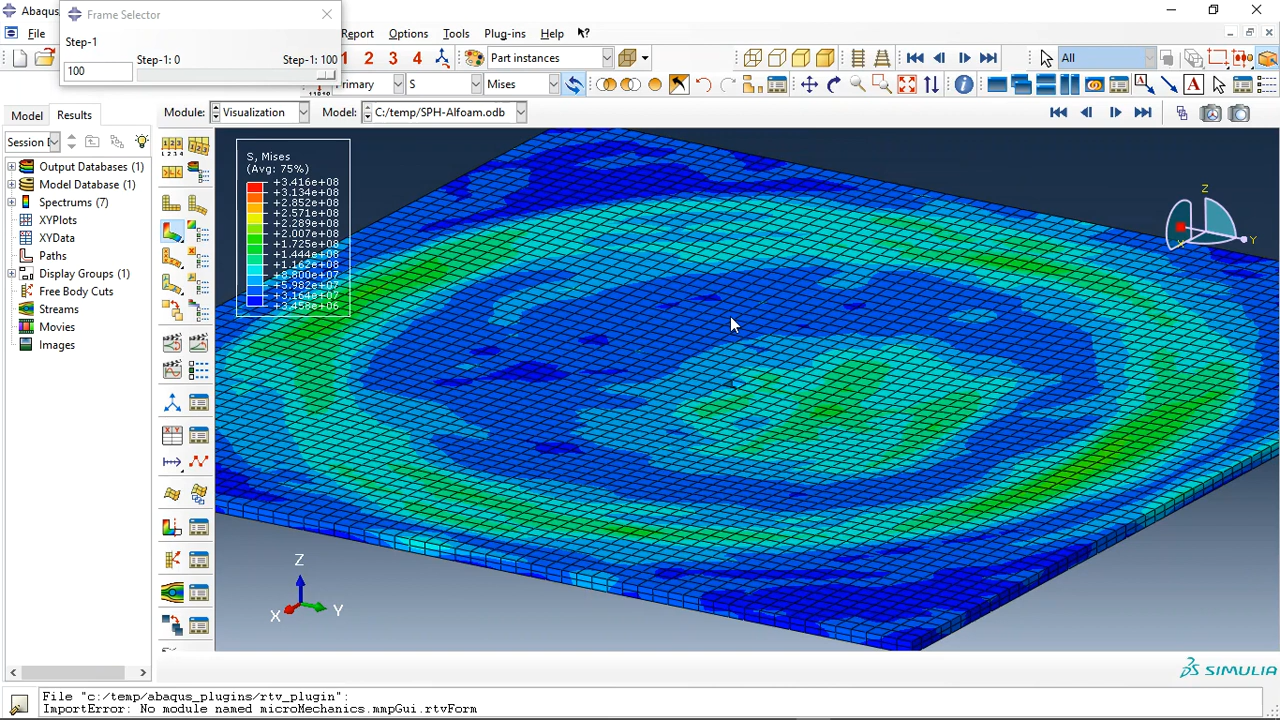 Abaqus
Frame Selector
Step-1
Step-1: 0
Step-1: 100
100
File
Report
Options
Tools
Plug-ins
Help
1 2 3 4
Part instances
All
Primary
S
Mises
Model
Results
Module:
Visualization
Model:
C:/temp/SPH-Alfoam.odb
Session D
Output Databases (1)
Model Database (1)
Spectrums (7)
XYPlots
XYData
Paths
Display Groups (1)
Free Body Cuts
Streams
Movies
Images
S, Mises
(Avg: 75%)
+3.416e+08
+3.134e+08
+2.852e+08
+2.571e+08
+2.289e+08
+2.007e+08
+1.725e+08
+1.444e+08
+1.162e+08
+8.800e+07
+5.982e+07
+3.164e+07
+3.458e+06
Z
X
Y
Z
X
Y
SIMULIA
File "c:/temp/abaqus_plugins/rtv_plugin":
ImportError: No module named microMechanics.mmpGui.rtvForm